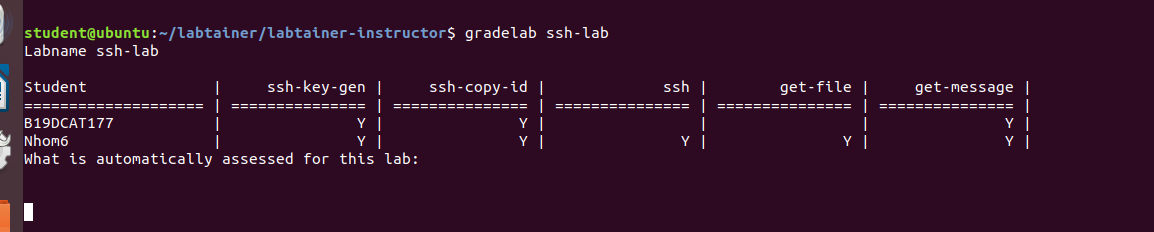 student@ubuntu:~/labtainer/labtainer-instructor$ gradelab ssh-lab
Labname ssh-lab
Student | ssh-key-gen | ssh-copy-id | ssh | get-file | get-message |
==================== | =============== | =============== | =============== | =============== | =============== |
B19DCAT177 | Y | Y | | | Y |
Nhom6 | Y | Y | Y | Y | Y |
What is automatically assessed for this lab: